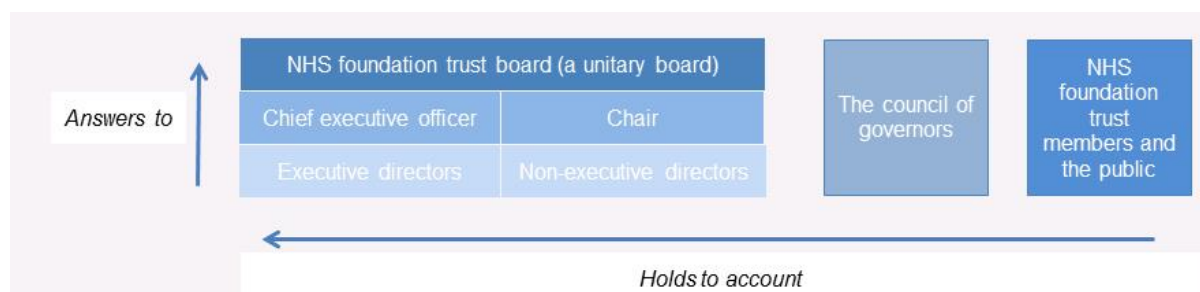 NHS foundation trust board (a unitary board)
Answers to
Chief executive officer
Chair
Executive directors
Non-executive directors
The council of
governors
NHS
foundation
trust
members and
the public
Holds to account